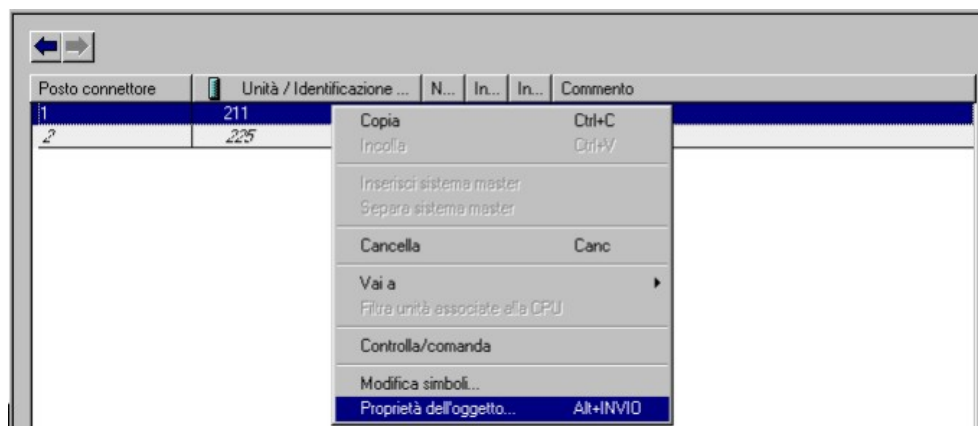 Posto connettore Unità / Identificazione ... N... In... In... Commento
1 211
2 225
Copia Ctrl+C
Incolla Ctrl+V
Inserisci sistema master
Separa sistema master
Cancella Canc
Vai a
Filtra unità associate alla CPU
Controlla/comanda
Modifica simboli...
Proprietà dell'oggetto... Alt+INVIO